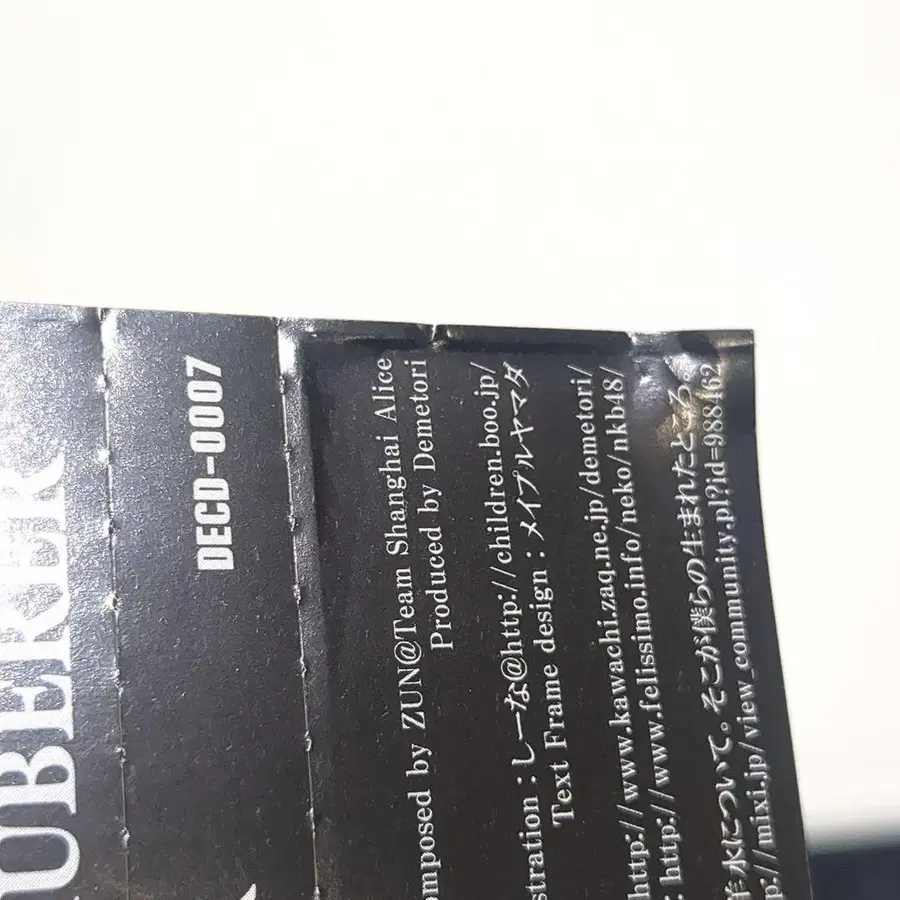 OBERKER
DECD-0007
omposed by ZUN@Team Shanghai Alice
Produced by Demetori
stration : しーな@http://children.boo.jp/
Text Frame design : メイプルヤマダ
http://www.kawachi.zaq.ne.jp/demetori/
: http://www.felissimo.info/neko/nkb48/
羊水について。そこが僕らの生まれたところ
p://mixi.jp/view_community.pl?id=988462